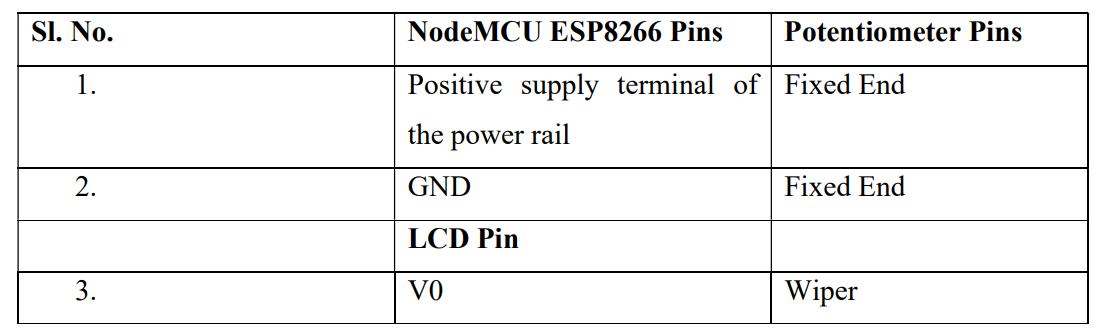 Sl. No. NodeMCU ESP8266 Pins Potentiometer Pins
1. Positive supply terminal of Fixed End
the power rail
2. GND Fixed End
LCD Pin
3. V0 Wiper